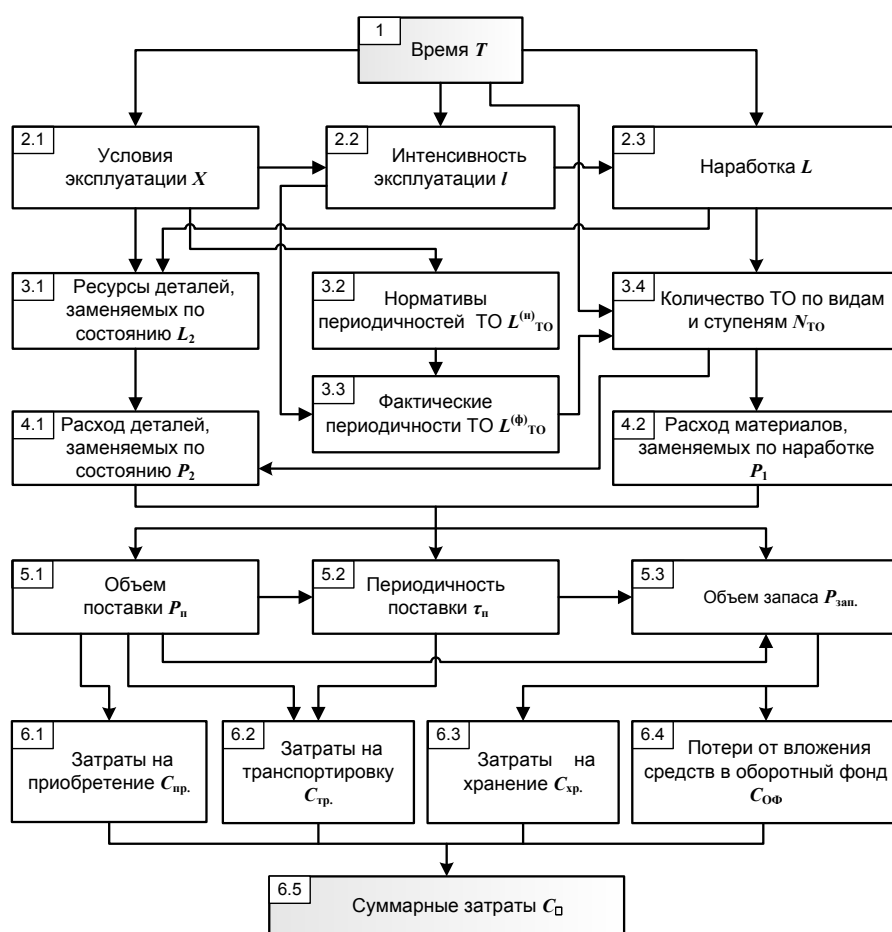 1
Время T
2.1
Условия
эксплуатации X
2.2
Интенсивность
эксплуатации l
2.3
Наработка L
3.1
Ресурсы деталей,
заменяемых по
состоянию L2
3.2
Нормативы
периодичностей ТО L(н)ТО
3.4
Количество ТО по видам
и ступеням NТО
3.3
Фактические
периодичности ТО L(ф)ТО
4.1
Расход деталей,
заменяемых по
состоянию P2
4.2
Расход материалов,
заменяемых по наработке
P1
5.1
Объем
поставки Pп
5.2
Периодичность
поставки τп
5.3
Объем запаса Pзап.
6.1
Затраты на
приобретение Cпр.
6.2
Затраты на
транспортировку
Cтр.
6.3
Затраты на
хранение Cхр.
6.4
Потери от вложения
средств в оборотный фонд
CОФ
6.5
Суммарные затраты C□